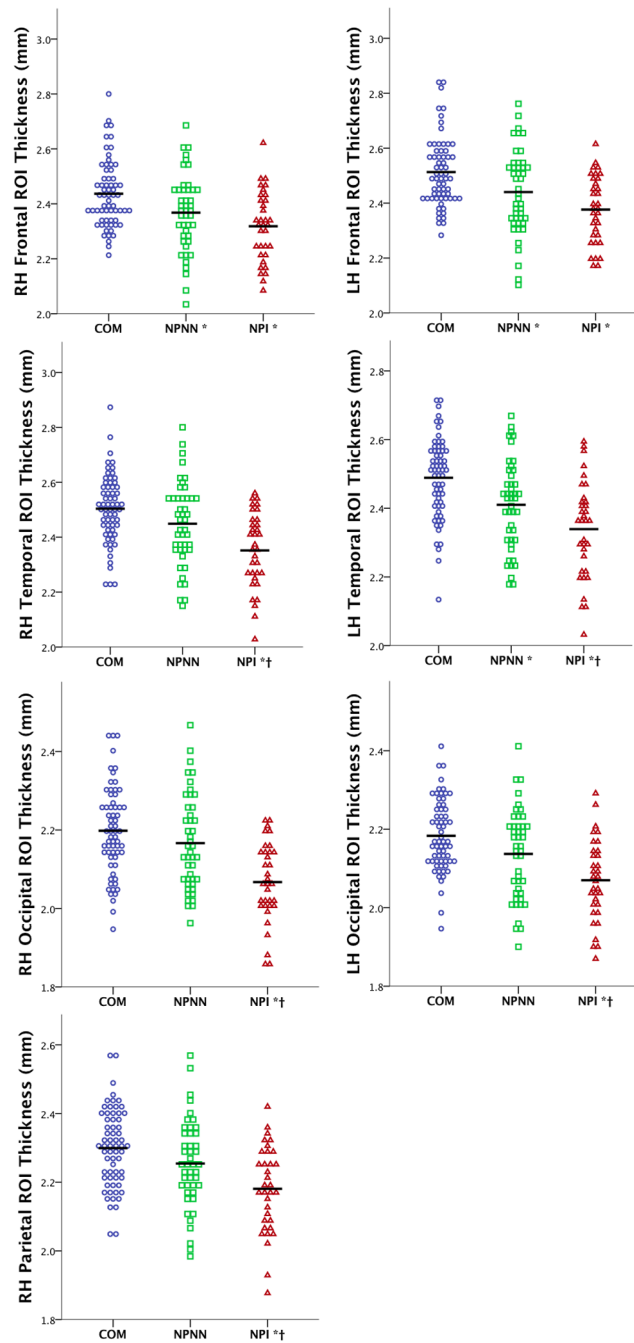 RH Frontal ROI Thickness (mm)
3.0
2.8
2.6
2.4
2.2
2.0
COM NPNN * NPI *
LH Frontal ROI Thickness (mm)
3.0
2.8
2.6
2.4
2.2
2.0
COM NPNN * NPI *
RH Temporal ROI Thickness (mm)
3.0
2.8
2.6
2.4
2.2
2.0
COM NPNN NPI *†
LH Temporal ROI Thickness (mm)
2.8
2.6
2.4
2.2
2.0
COM NPNN * NPI *†
RH Occipital ROI Thickness (mm)
2.4
2.2
2.0
1.8
COM NPNN NPI *†
LH Occipital ROI Thickness (mm)
2.4
2.2
2.0
1.8
COM NPNN NPI *†
RH Parietal ROI Thickness (mm)
2.6
2.4
2.2
2.0
1.8
COM NPNN NPI *†